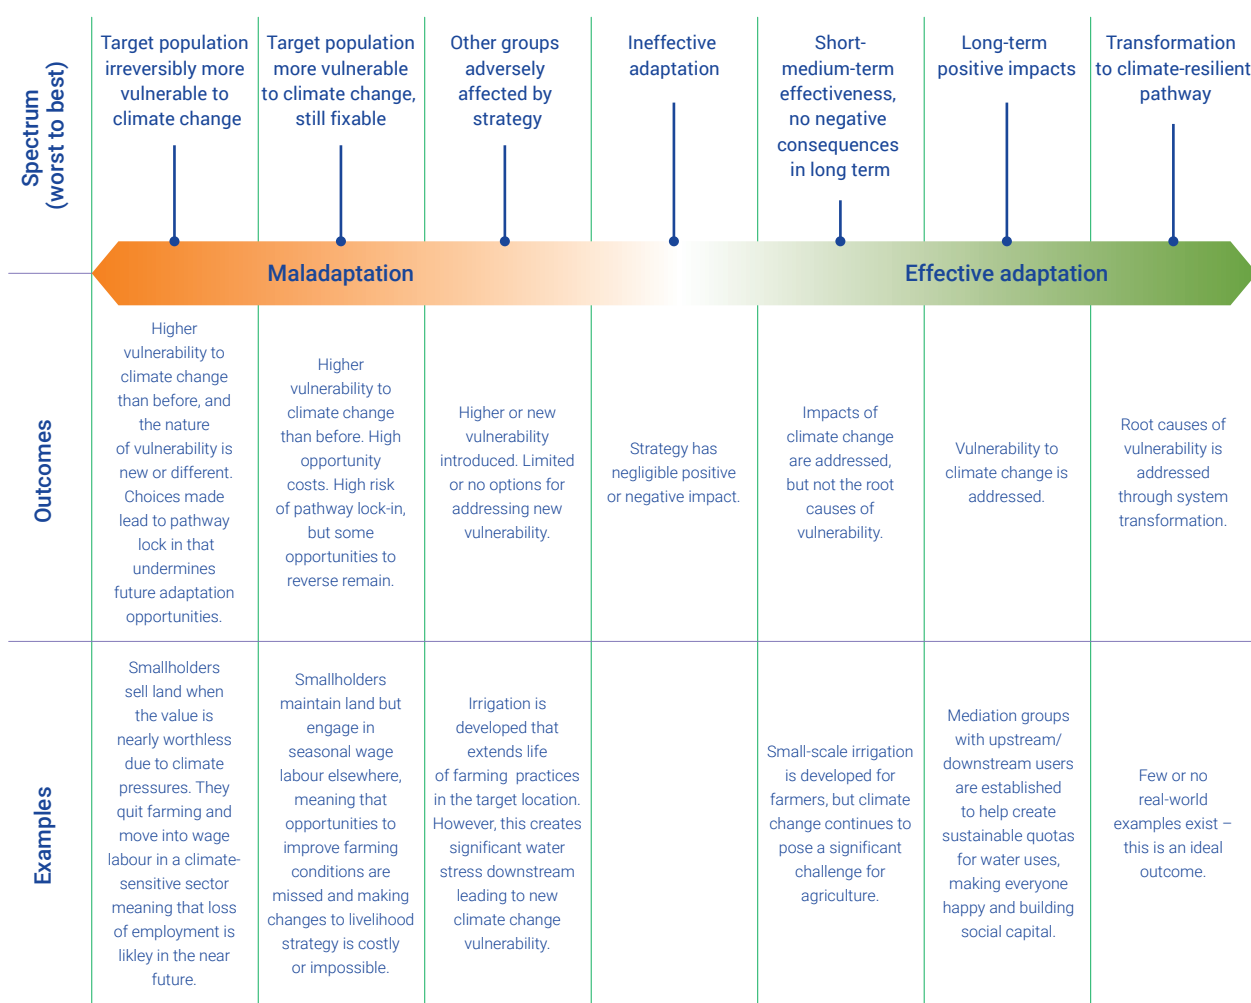 Spectrum
(worst to best)
Target population
irreversibly more
vulnerable to
climate change
Target population
more vulnerable
to climate change,
still fixable
Other groups
adversely
affected by
strategy
Ineffective
adaptation
Short-
medium-term
effectiveness,
no negative
consequences
in long term
Long-term
positive impacts
Transformation
to climate-resilient
pathway
Maladaptation
Effective adaptation
Outcomes
Higher
vulnerability to
climate change
than before, and
the nature
of vulnerability is
new or different.
Choices made
lead to pathway
lock in that
undermines
future adaptation
opportunities.
Higher
vulnerability to
climate change
than before. High
opportunity
costs. High risk
of pathway lock-in,
but some
opportunities to
reverse remain.
Higher or new
vulnerability
introduced. Limited
or no options for
addressing new
vulnerability.
Strategy has
negligible positive
or negative impact.
Impacts of
climate change
are addressed,
but not the root
causes of
vulnerability.
Vulnerability to
climate change is
addressed.
Root causes of
vulnerability is
addressed
through system
transformation.
Examples
Smallholders
sell land when
the value is
nearly worthless
due to climate
pressures. They
quit farming and
move into wage
labour in a climate-
sensitive sector
meaning that loss
of employment is
likley in the near
future.
Smallholders
maintain land but
engage in
seasonal wage
labour elsewhere,
meaning that
opportunities to
improve farming
conditions are
missed and making
changes to livelihood
strategy is costly
or impossible.
Irrigation is
developed that
extends life
of farming practices
in the target location.
However, this creates
significant water
stress downstream
leading to new
climate change
vulnerability.
Small-scale irrigation
is developed for
farmers, but climate
change continues to
pose a significant
challenge for
agriculture.
Mediation groups
with upstream/
downstream users
are established
to help create
sustainable quotas
for water uses,
making everyone
happy and building
social capital.
Few or no
real-world
examples exist –
this is an ideal
outcome.